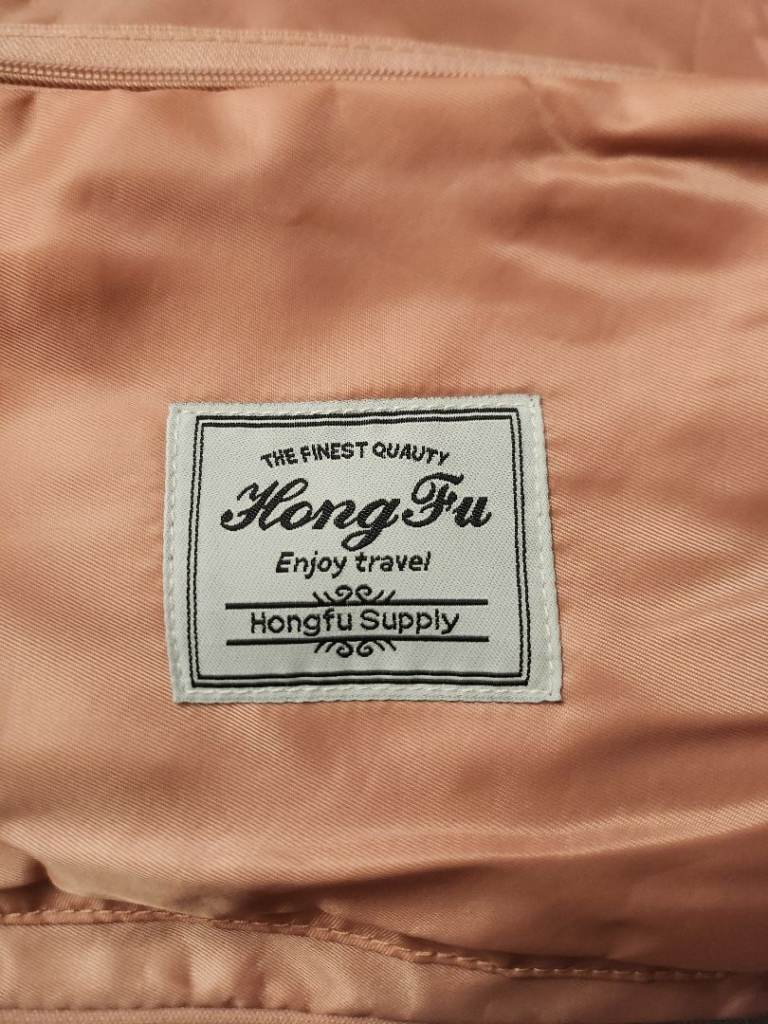 THE FINEST QUAUTY
HongFu
Enjoy travel
Hongfu Supply